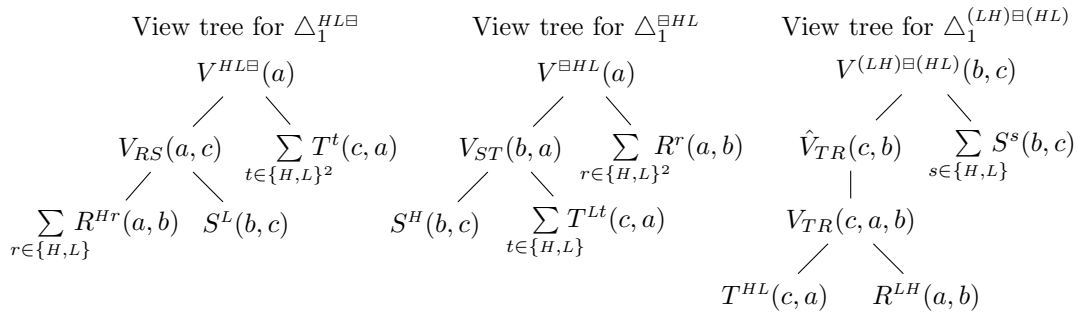 View tree for △₁^{HL⊟} View tree for △₁^{⊟HL} View tree for △₁^{(LH)⊟(HL)}
V^{HL⊟}(a) V^{⊟HL}(a) V^{(LH)⊟(HL)}(b, c)
V_{RS}(a, c) ∑_{t∈{H,L}²} T^t(c, a) V_{ST}(b, a) ∑_{r∈{H,L}²} R^r(a, b) V̂_{TR}(c, b) ∑_{s∈{H,L}} S^s(b, c)
∑_{r∈{H,L}} R^{Hr}(a, b) S^L(b, c) S^H(b, c) ∑_{t∈{H,L}} T^{Lt}(c, a) V_{TR}(c, a, b)
T^{HL}(c, a) R^{LH}(a, b)